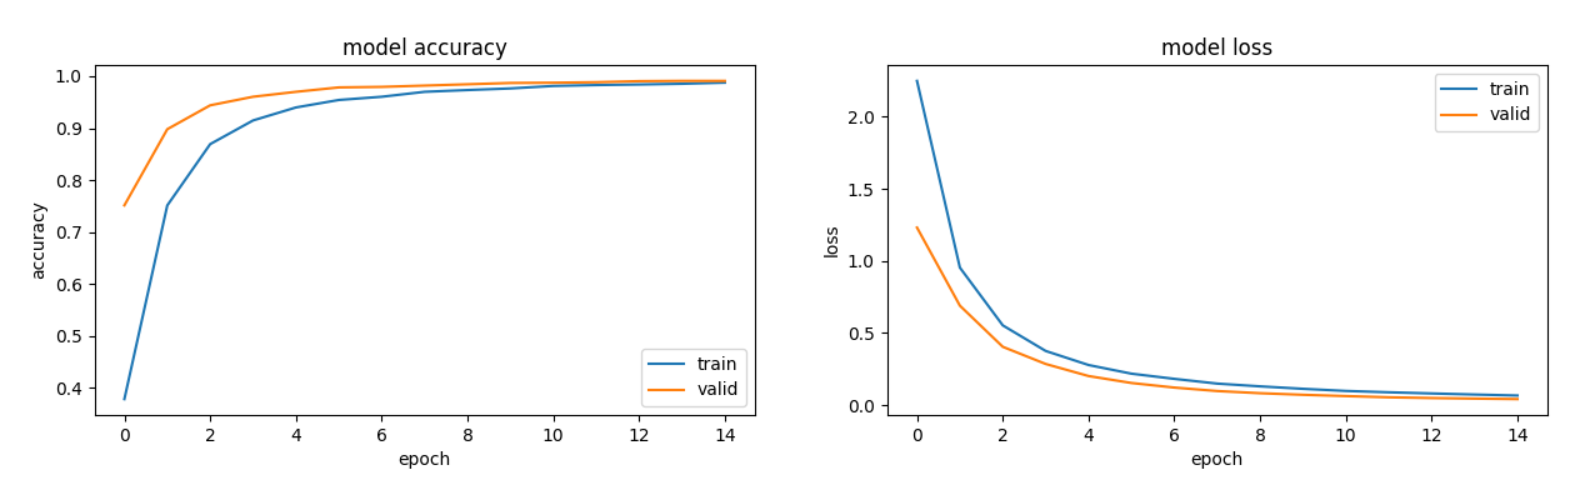 model accuracy
1.0
0.9
0.8
0.7
0.6
0.5
0.4
accuracy
train
valid
0 2 4 6 8 10 12 14
epoch
model loss
2.0
1.5
1.0
0.5
0.0
loss
train
valid
0 2 4 6 8 10 12 14
epoch